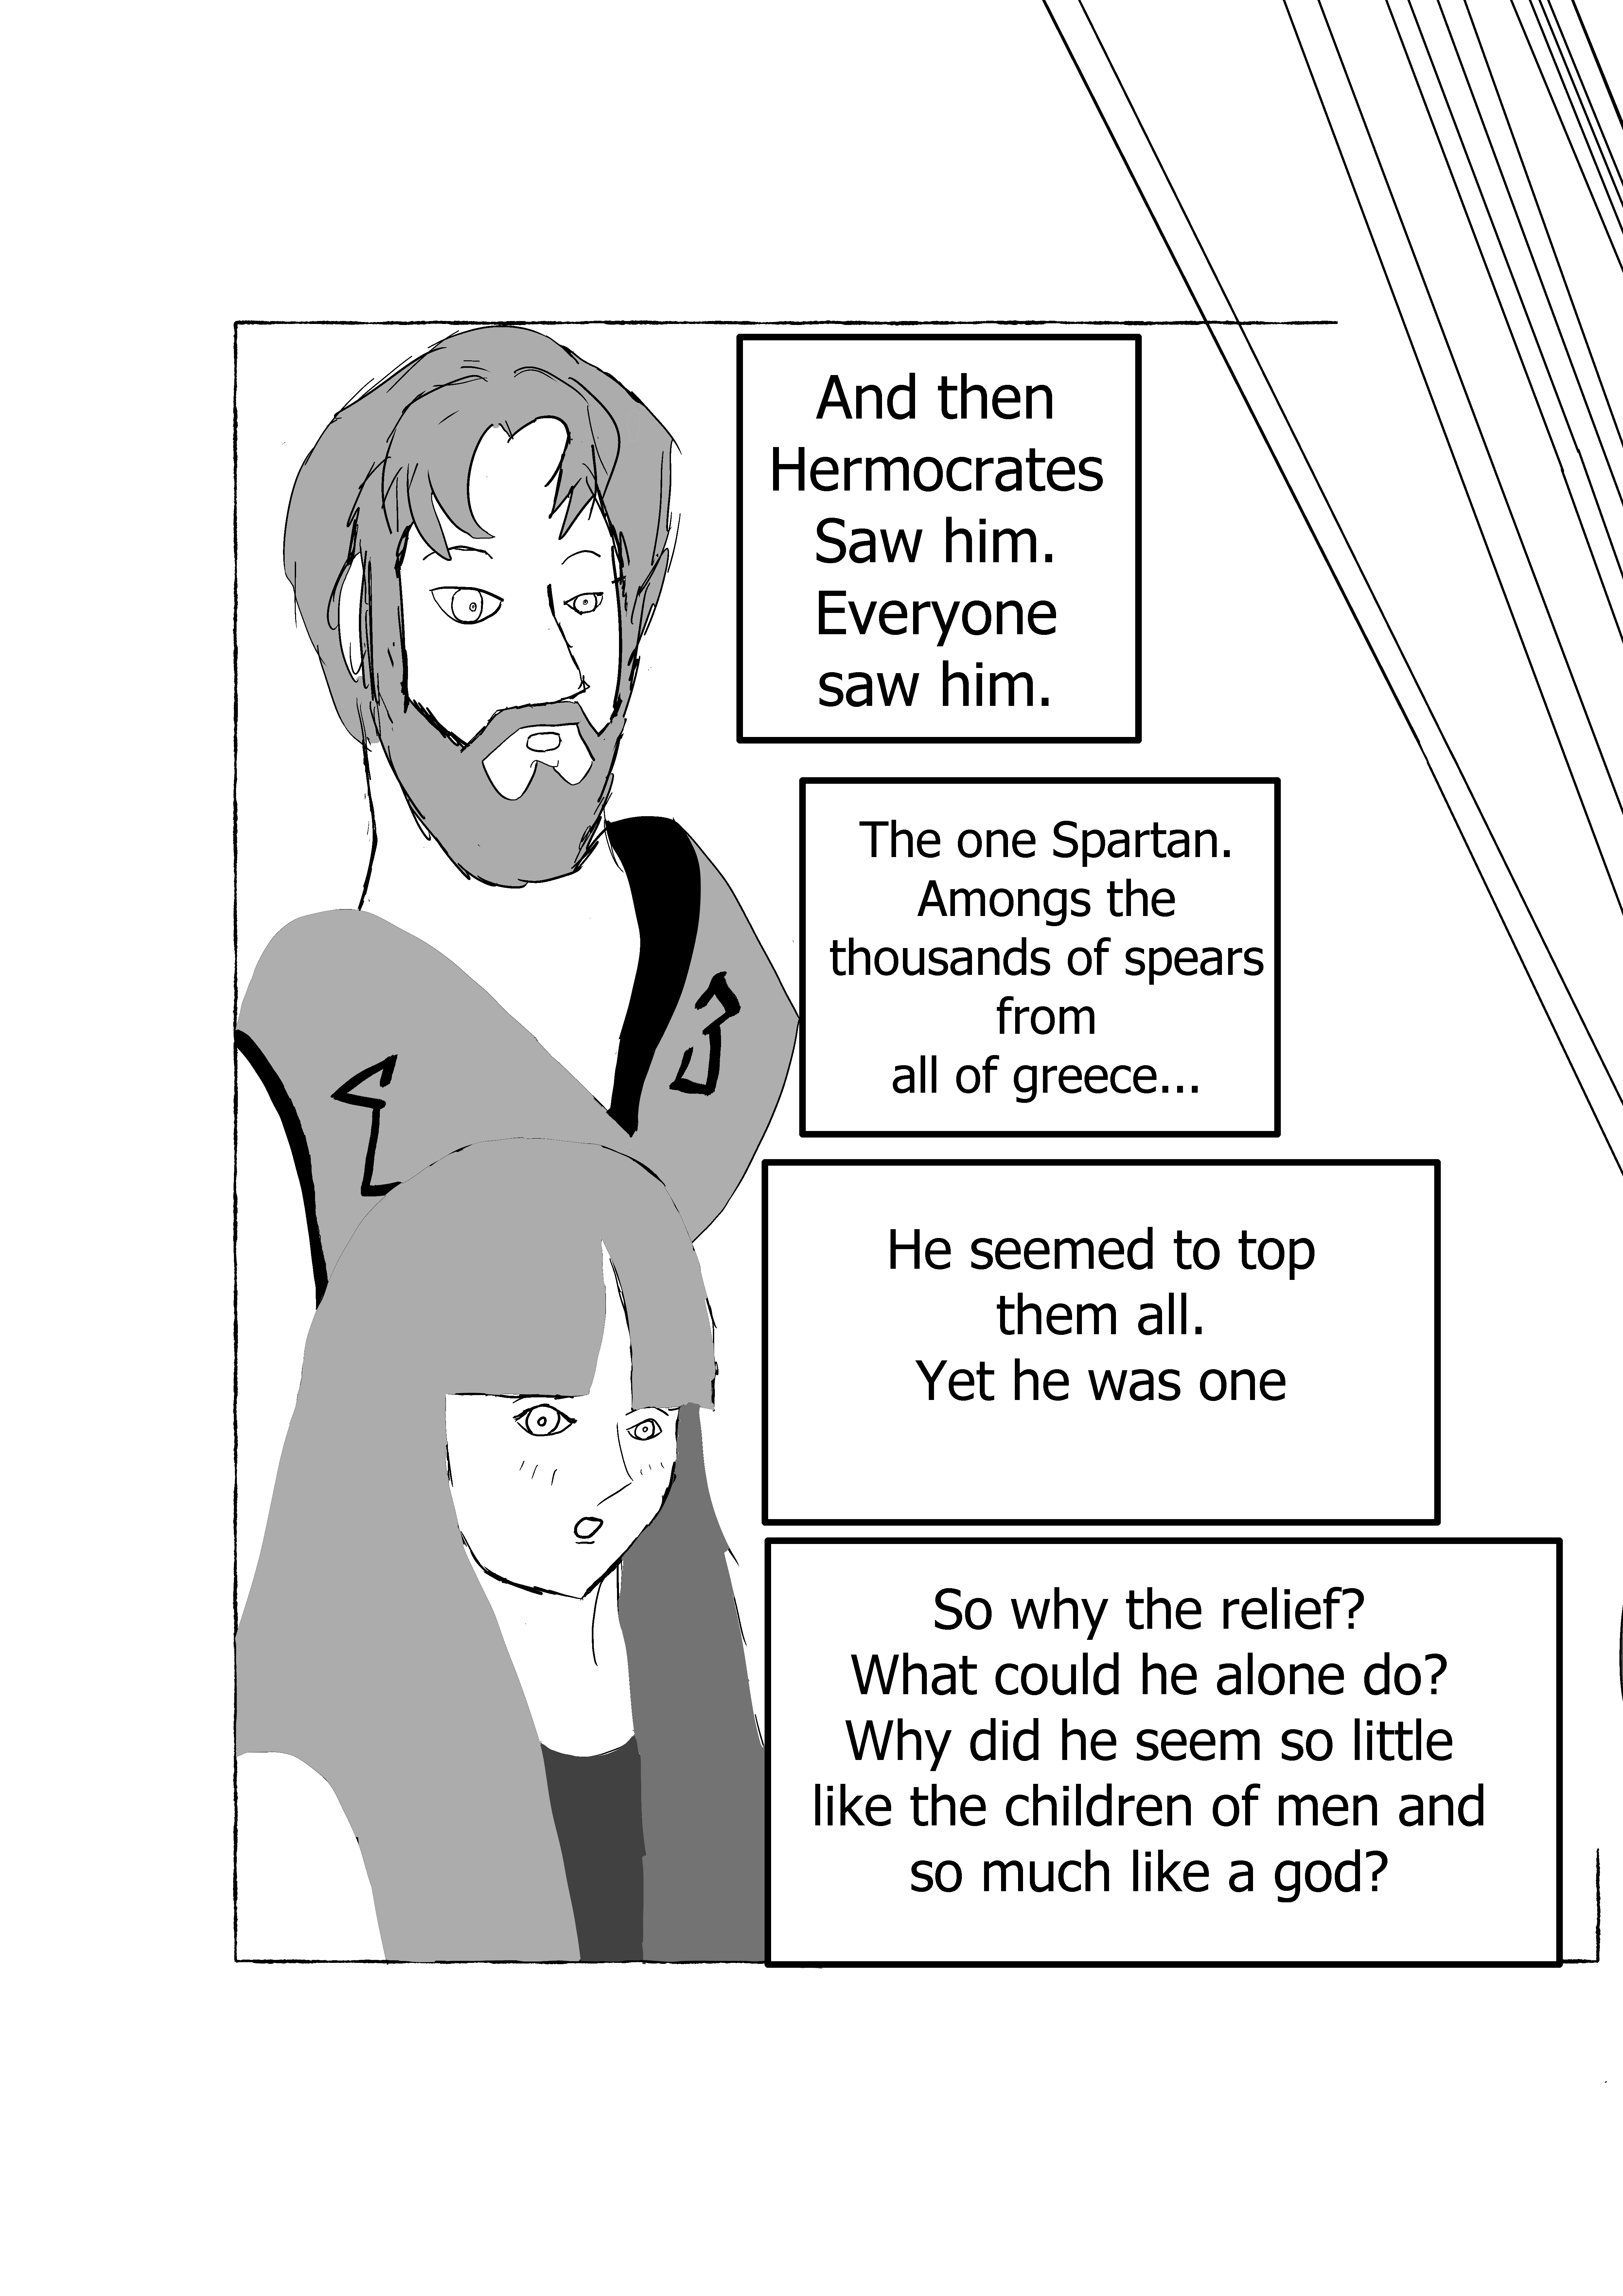 And then
Hermocrates
Saw him.
Everyone
saw him.
The one Spartan.
Amongs the
thousands of spears
from
all of greece...
He seemed to top
them all.
Yet he was one
So why the relief?
What could he alone do?
Why did he seem so little
like the children of men and
so much like a god?